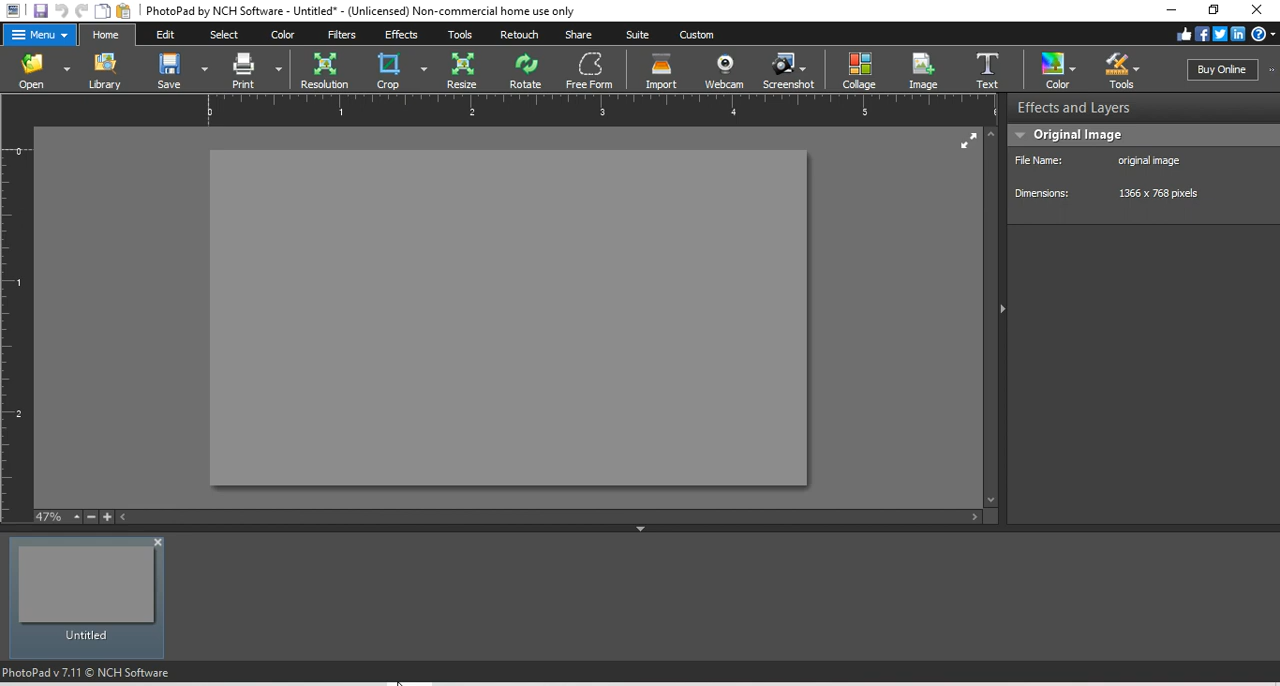 PhotoPad by NCH Software - Untitled* - (Unlicensed) Non-commercial home use only
Menu Home Edit Select Color Filters Effects Tools Retouch Share Suite Custom
Open Library Save Print Resolution Crop Resize Rotate Free Form Import Webcam Screenshot Collage Image Text Color Tools Buy Online
0 1 2 3 4 5
Effects and Layers
Original Image
0
File Name: original image
Dimensions: 1366 x 768 pixels
1
2
47%
Untitled
PhotoPad v 7.11 © NCH Software